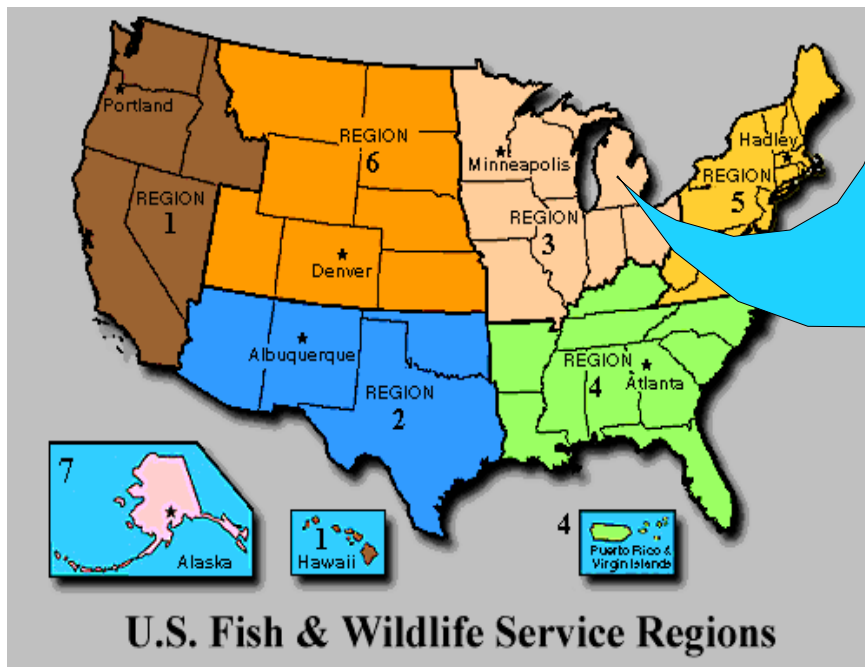 Portland
REGION
1
REGION
6
Denver
Minneapolis
REGION
3
Hadley
REGION
5
Albuquerque
REGION
2
REGION
4
Atlanta
7
Alaska
1
Hawaii
4
Puerto Rico &
Virgin Islands
U.S. Fish & Wildlife Service Regions